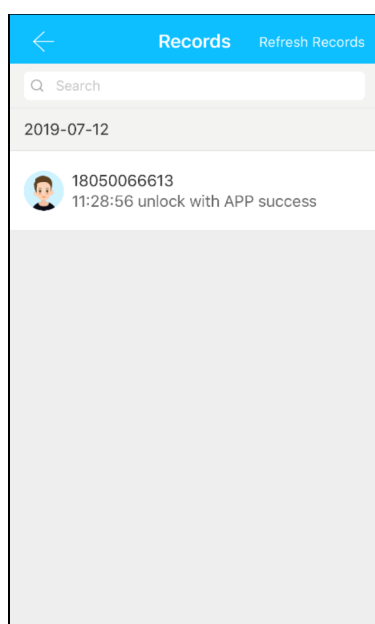 Records Refresh Records
Search
2019-07-12
18050066613
11:28:56 unlock with APP success